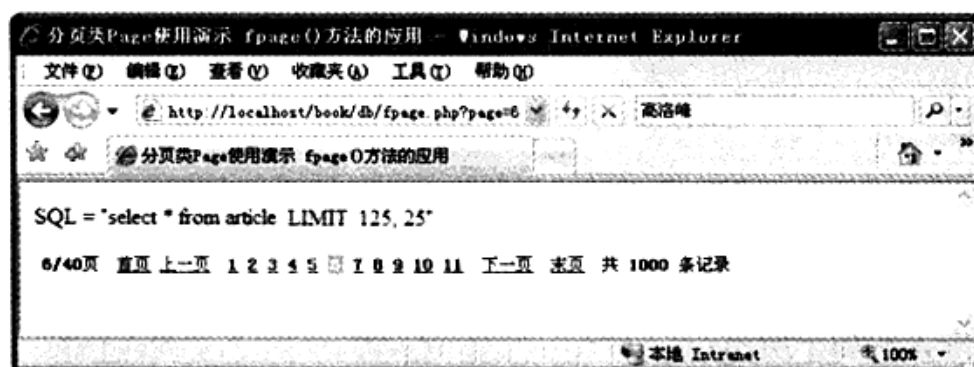 分页类Page使用演示 fpage()方法的应用 - Windows Internet Explorer
文件(F) 编辑(E) 查看(V) 收藏夹(A) 工具(T) 帮助(H)
http://localhost/book/db/fpage.php?page=6 高洛峰
分页类Page使用演示 fpage()方法的应用
SQL = "select * from article LIMIT 125, 25"
6/40页 首页 上一页 1 2 3 4 5 7 8 9 10 11 下一页 末页 共 1000 条记录
本地 Intranet 100%